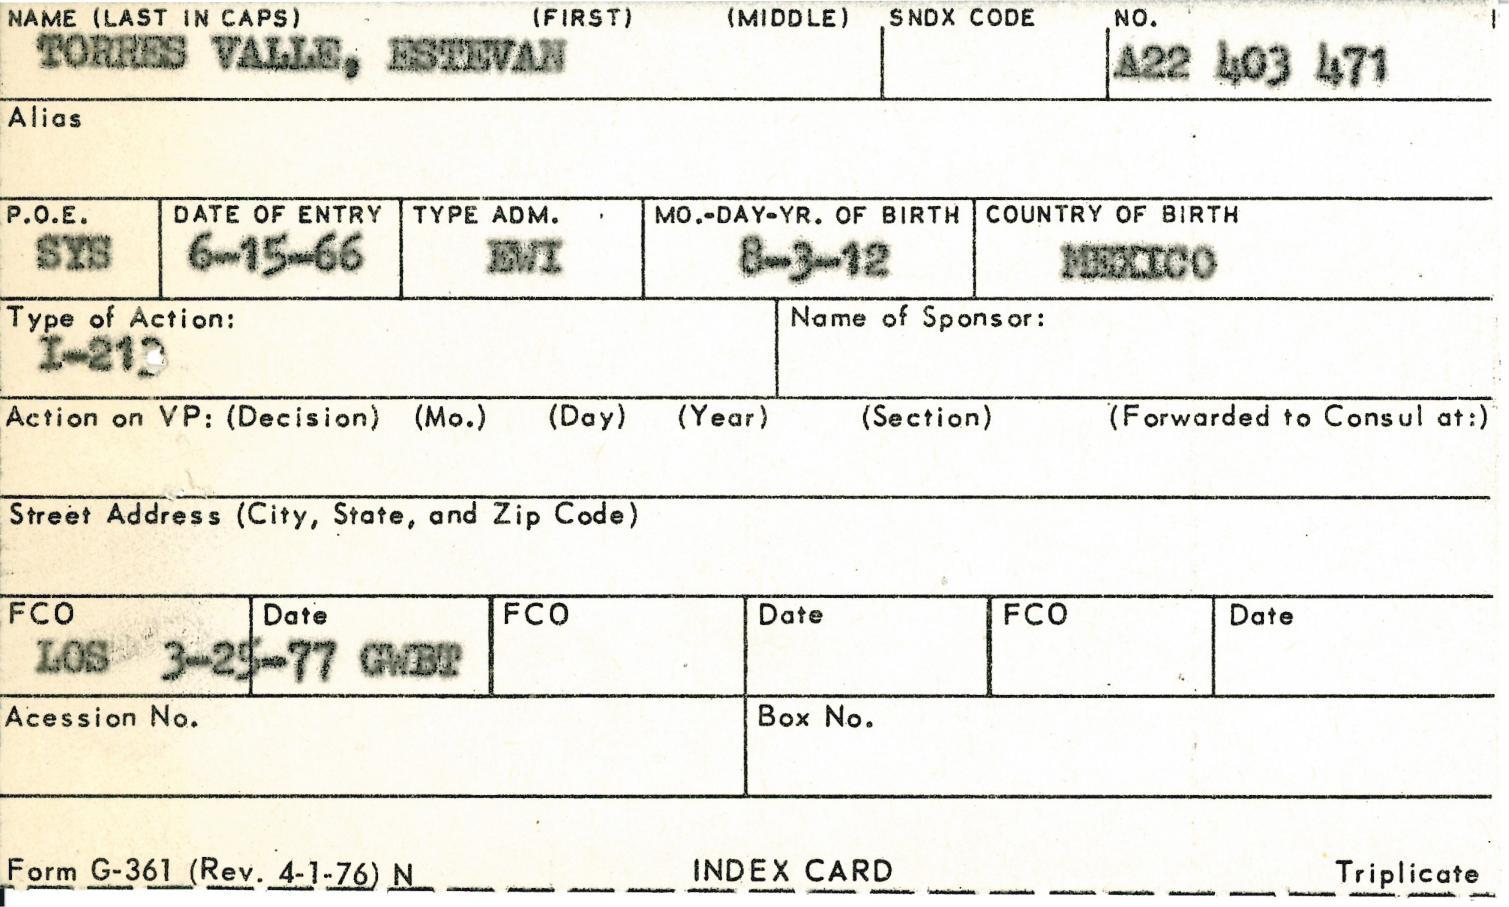 NAME (LAST IN CAPS) (FIRST) (MIDDLE) SNDX CODE NO.
TORRES VALLE, ESTEVAN A22 403 471
Alias
P.O.E. DATE OF ENTRY TYPE ADM. MO.-DAY-YR. OF BIRTH COUNTRY OF BIRTH
SYS 6-15-66 EWI 8-3-12 MEXICO
Type of Action: Name of Sponsor:
I-213
Action on VP: (Decision) (Mo.) (Day) (Year) (Section) (Forwarded to Consul at:)
Street Address (City, State, and Zip Code)
FCO Date FCO Date FCO Date
LOS 3-25-77 GWBT
Acession No. Box No.
Form G-361 (Rev. 4-1-76) N INDEX CARD Triplicate